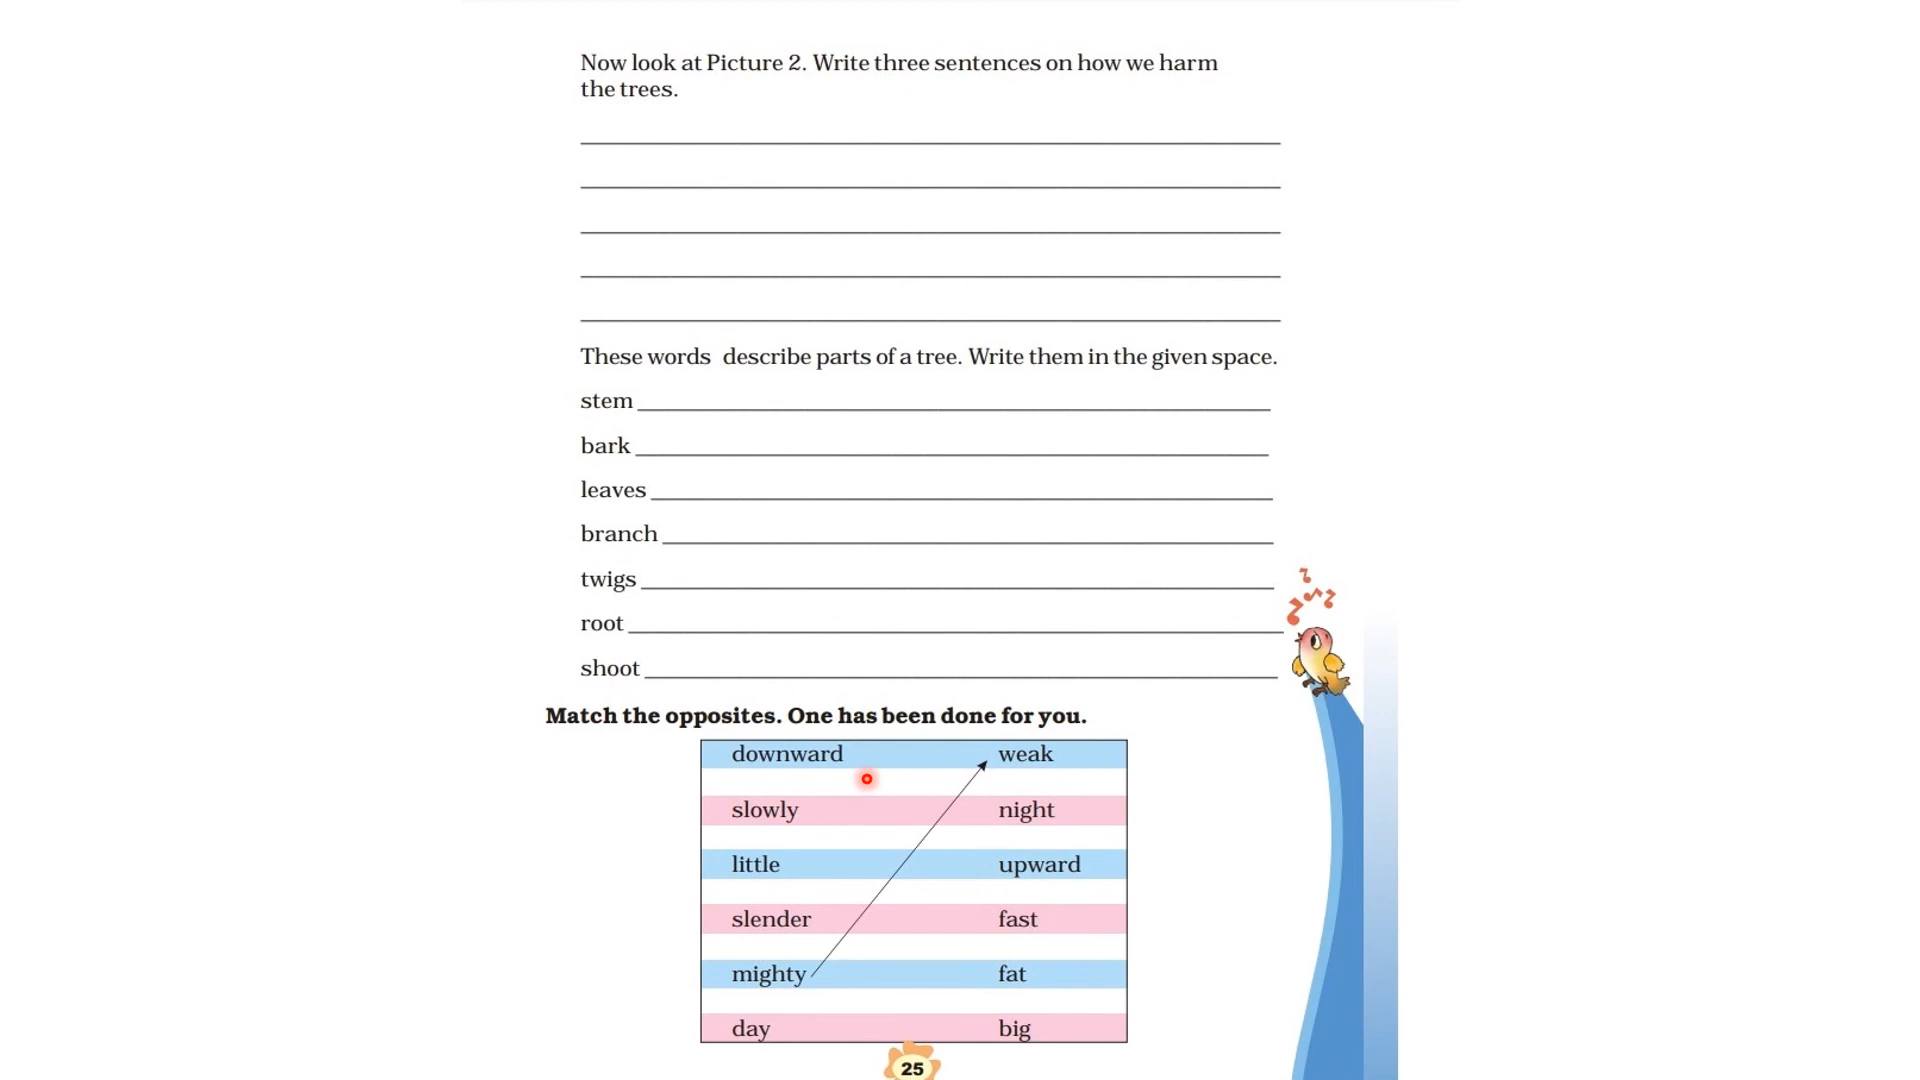 Now look at Picture 2. Write three sentences on how we harm
the trees.
These words describe parts of a tree. Write them in the given space.
stem
bark
leaves
branch
twigs
root
shoot
Match the opposites. One has been done for you.
downward weak
slowly night
little upward
slender fast
mighty fat
day big
25